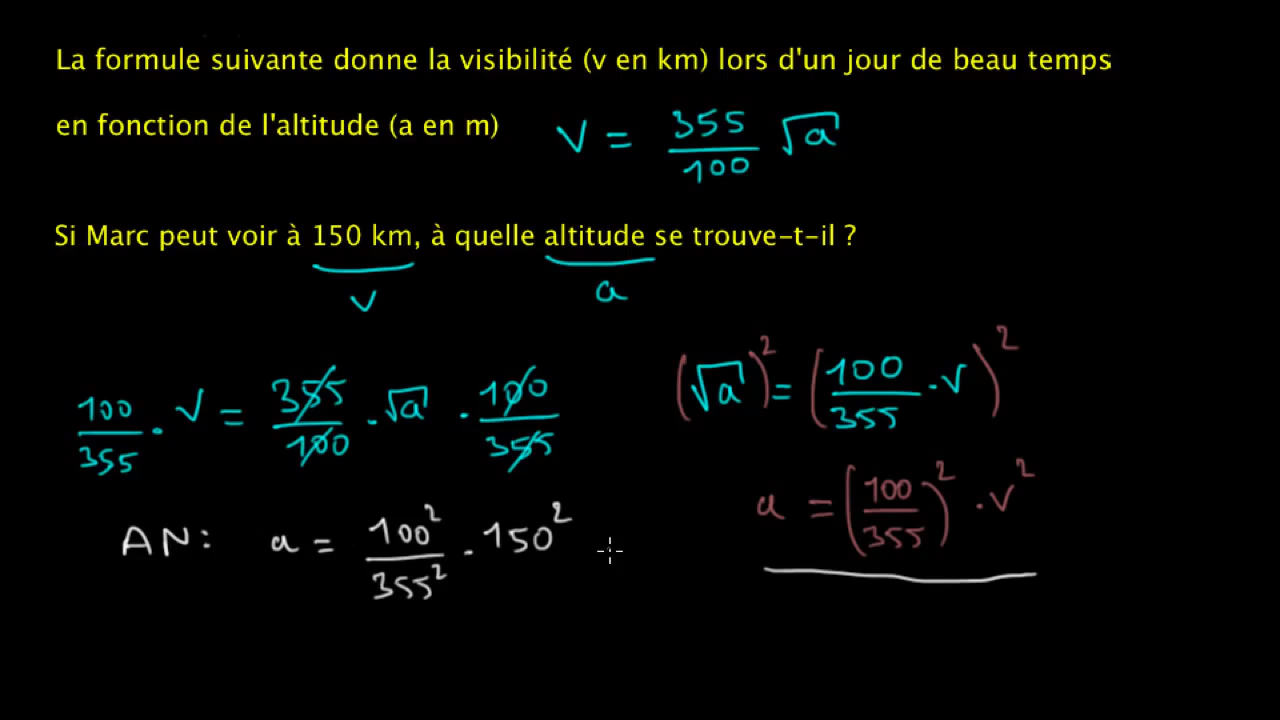 La formule suivante donne la visibilité (v en km) lors d'un jour de beau temps
en fonction de l'altitude (a en m) v = 355/100 √a
Si Marc peut voir à 150 km, à quelle altitude se trouve-t-il ?
v a
100/355 · v = 355/100 · √a · 100/355
(√a)² = (100/355 · v)²
a = (100/355)² · v²
AN: a = 100²/355² · 150²